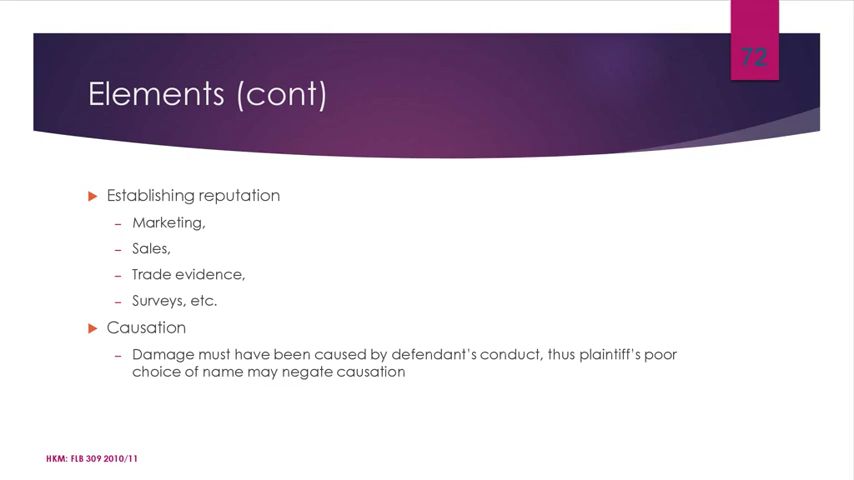 72
Elements (cont)
Establishing reputation
– Marketing,
– Sales,
– Trade evidence,
– Surveys, etc.
Causation
– Damage must have been caused by defendant's conduct, thus plaintiff's poor
choice of name may negate causation
HKM: FLB 309 2010/11